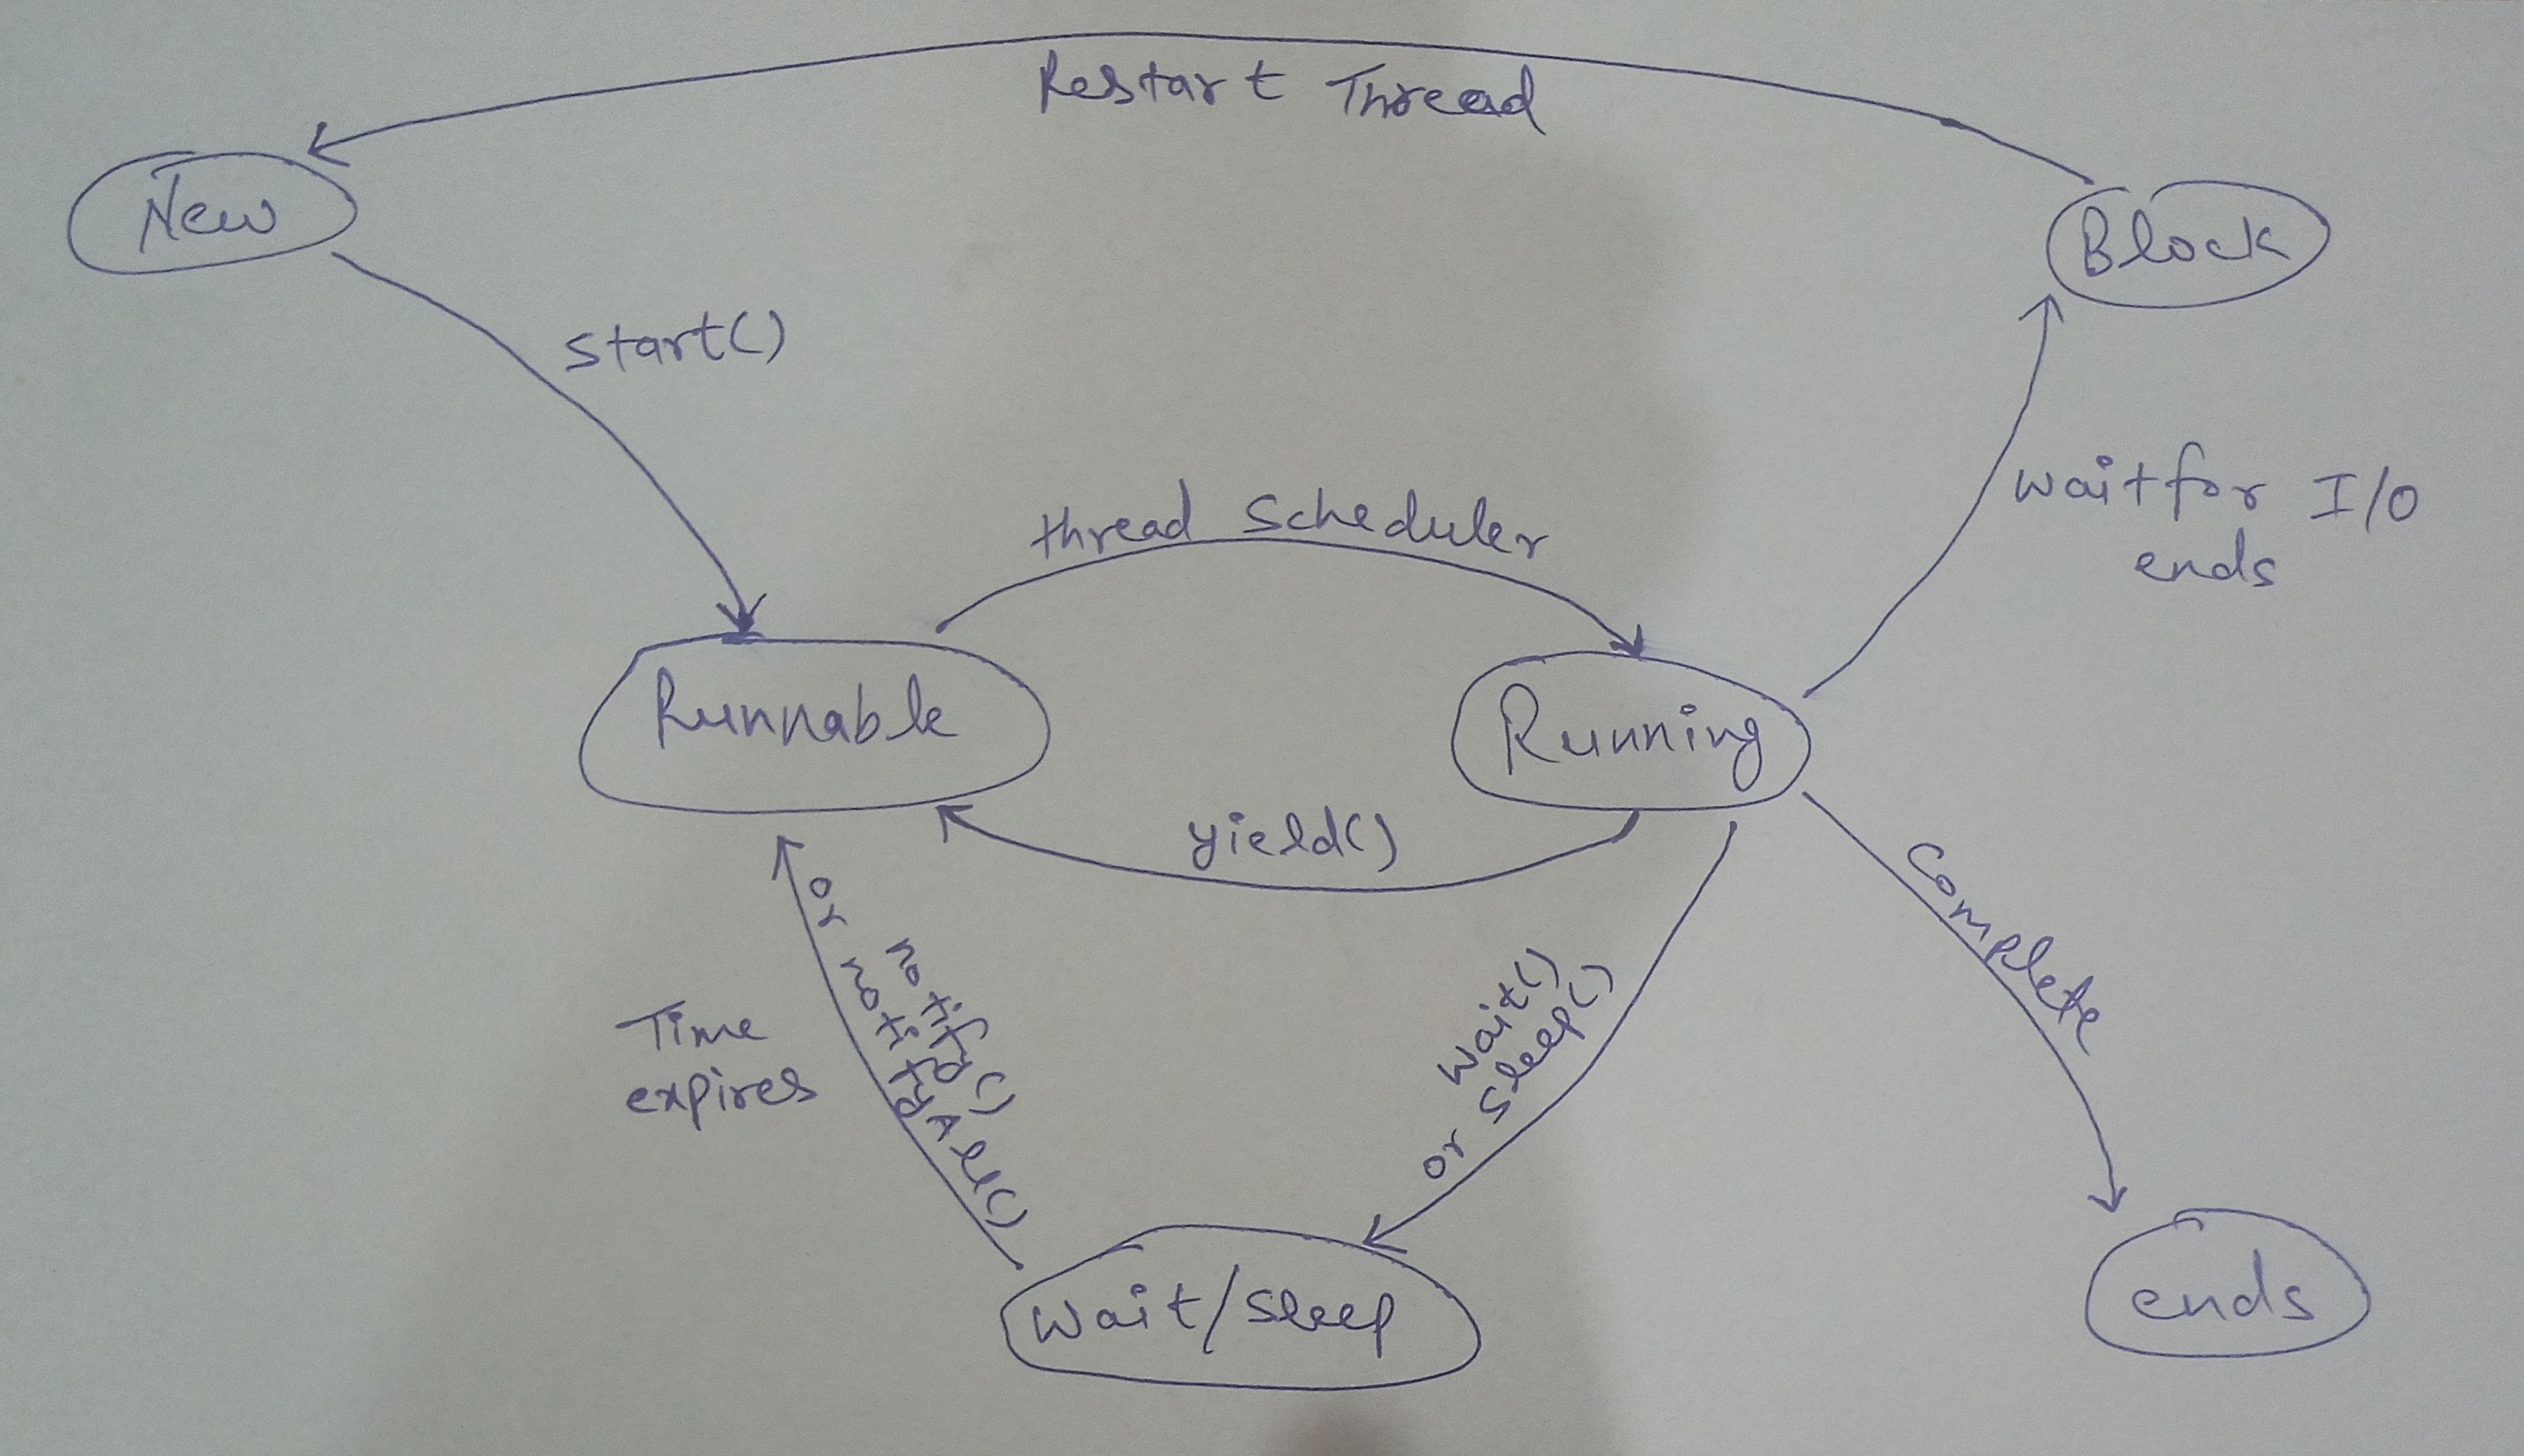 Restart Thread
New
Block
start()
thread Scheduler
wait for I/O
ends
Runnable
Running
yield()
Complete
notify()
or notifyAll()
Time
expires
wait()
or sleep()
Wait/Sleep
ends